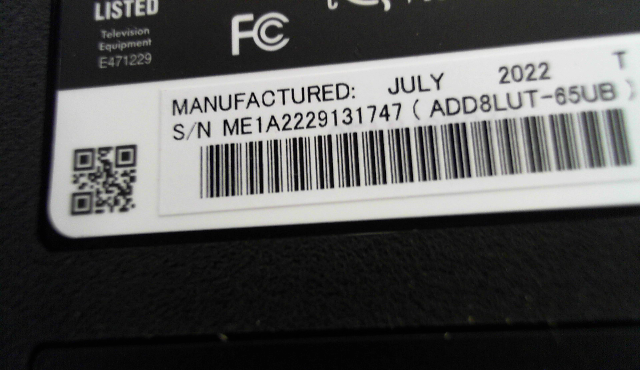 LISTED
Television
Equipment
E471229
FC
MANUFACTURED: JULY 2022 T
S/N ME1A2229131747 ( ADD8LUT-65UB )